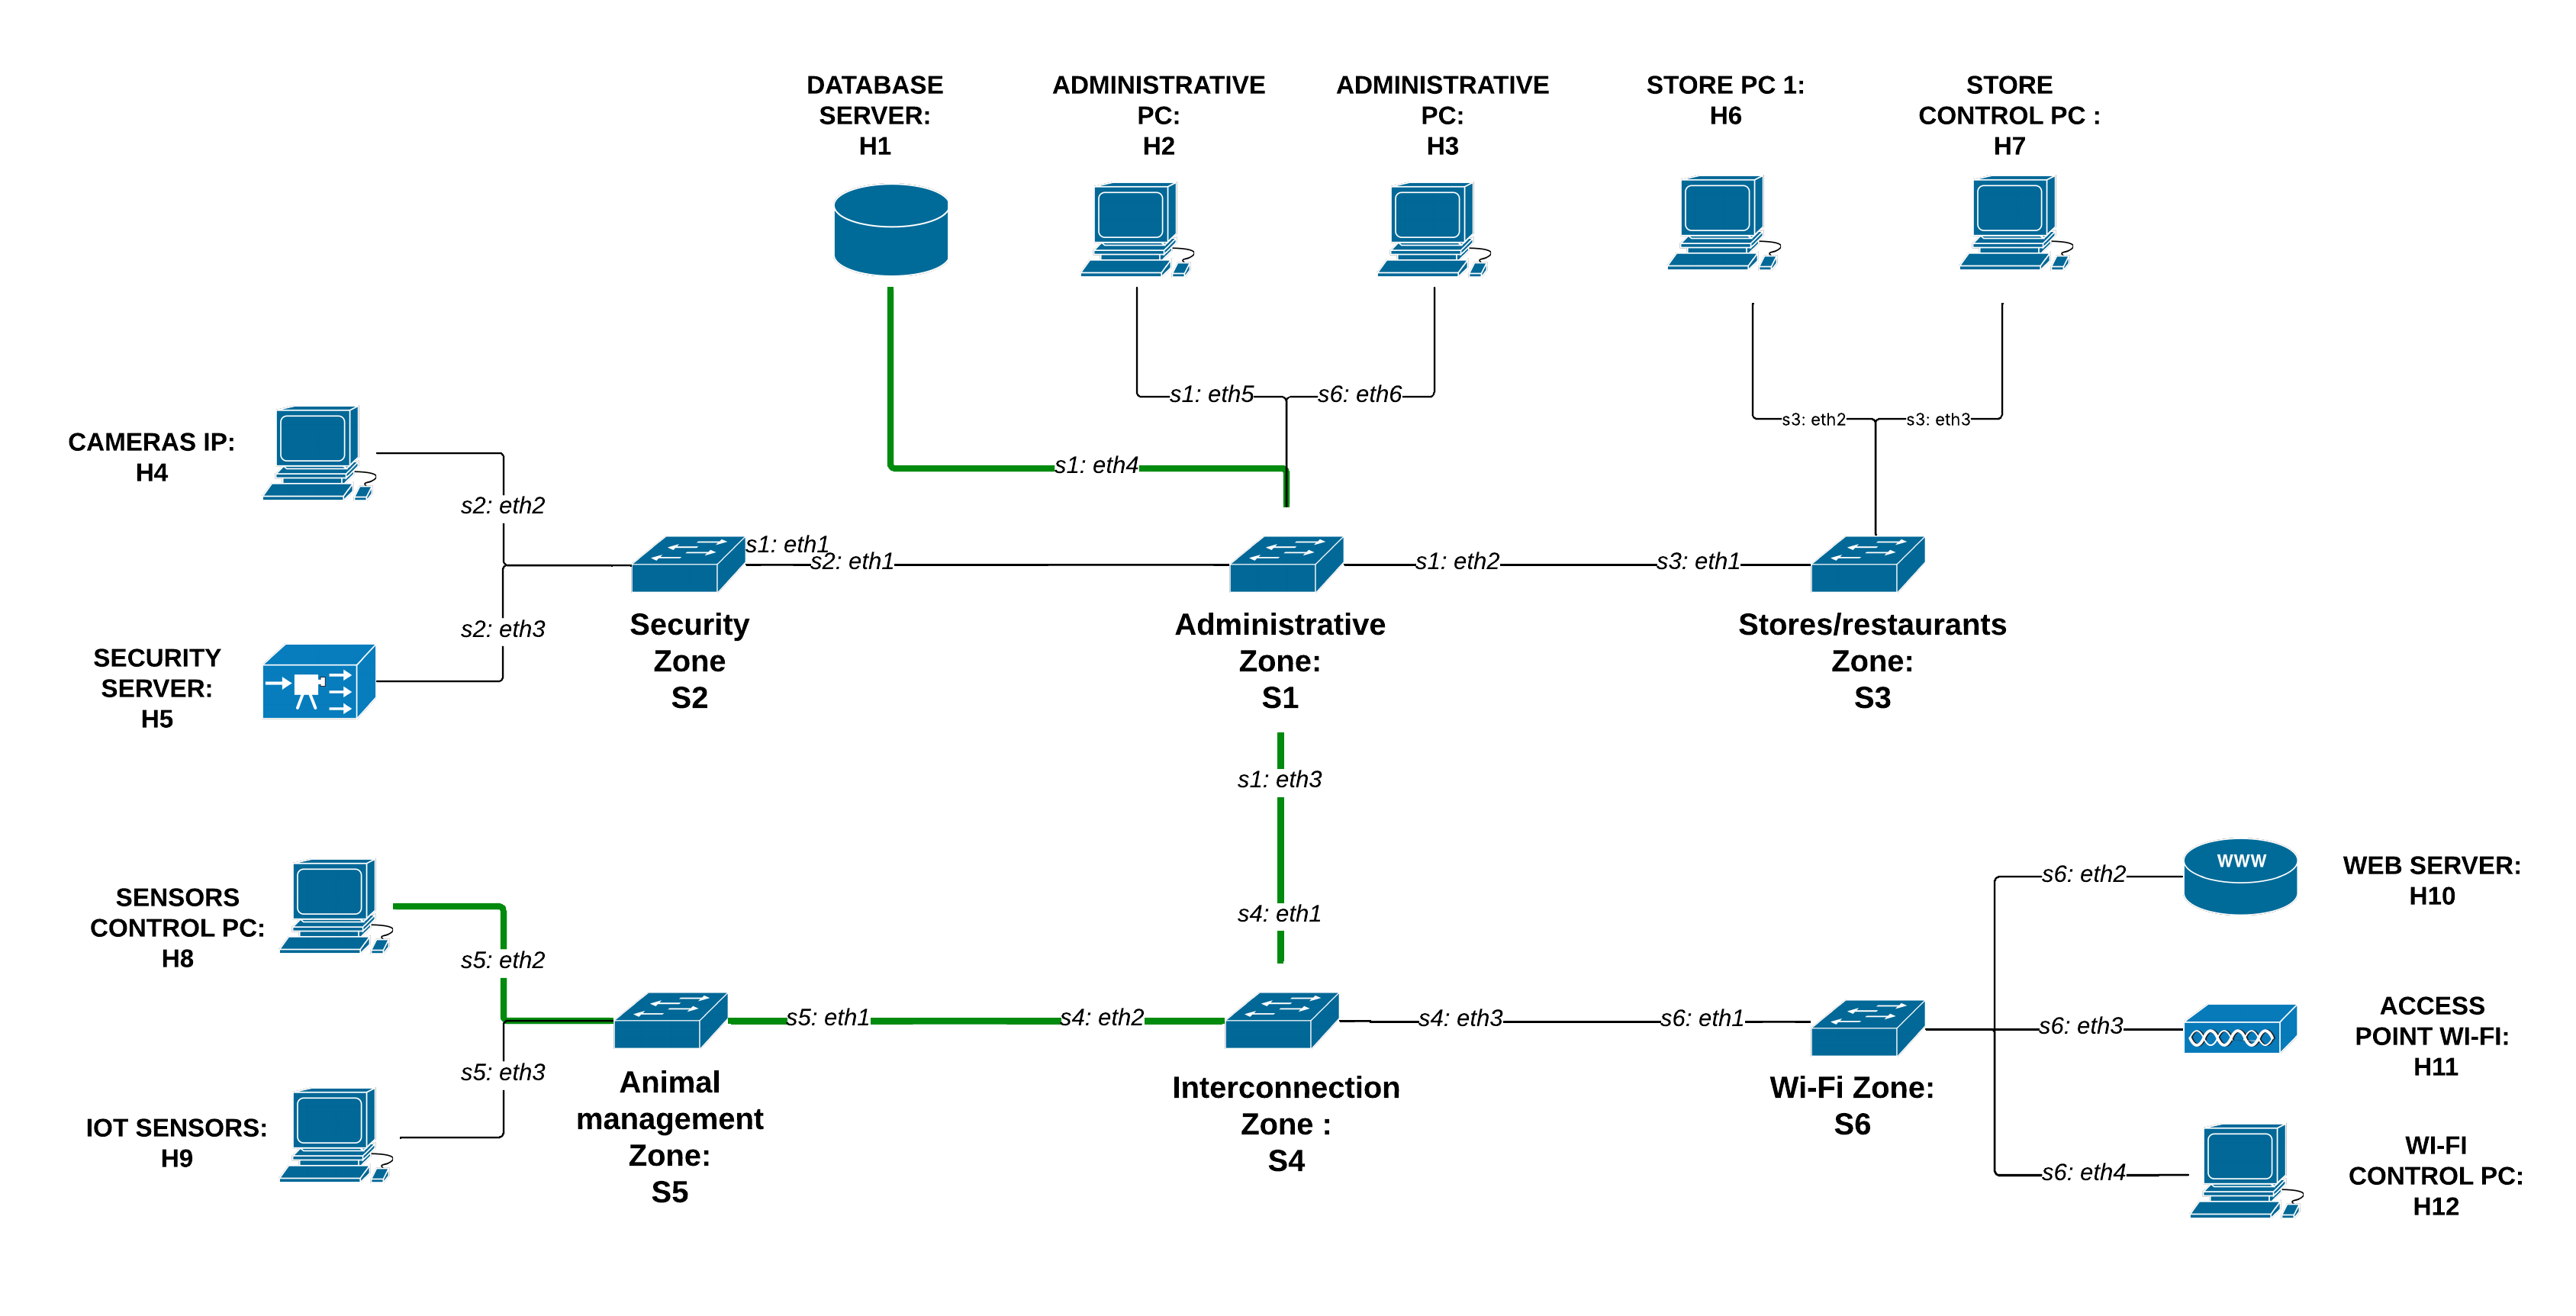 DATABASE
SERVER:
H1
ADMINISTRATIVE
PC:
H2
ADMINISTRATIVE
PC:
H3
STORE PC 1:
H6
STORE
CONTROL PC :
H7
s1: eth5
s6: eth6
s3: eth2
s3: eth3
CAMERAS IP:
H4
s1: eth4
s2: eth2
s1: eth1
s2: eth1
s1: eth2
s3: eth1
s2: eth3
SECURITY
SERVER:
H5
Security
Zone
S2
Administrative
Zone:
S1
Stores/restaurants
Zone:
S3
s1: eth3
s4: eth1
SENSORS
CONTROL PC:
H8
s5: eth2
s5: eth1
s4: eth2
s4: eth3
s6: eth1
s6: eth2
WWW
WEB SERVER:
H10
s6: eth3
ACCESS
POINT WI-FI:
H11
s5: eth3
IOT SENSORS:
H9
Animal
management
Zone:
S5
Interconnection
Zone :
S4
Wi-Fi Zone:
S6
s6: eth4
WI-FI
CONTROL PC:
H12